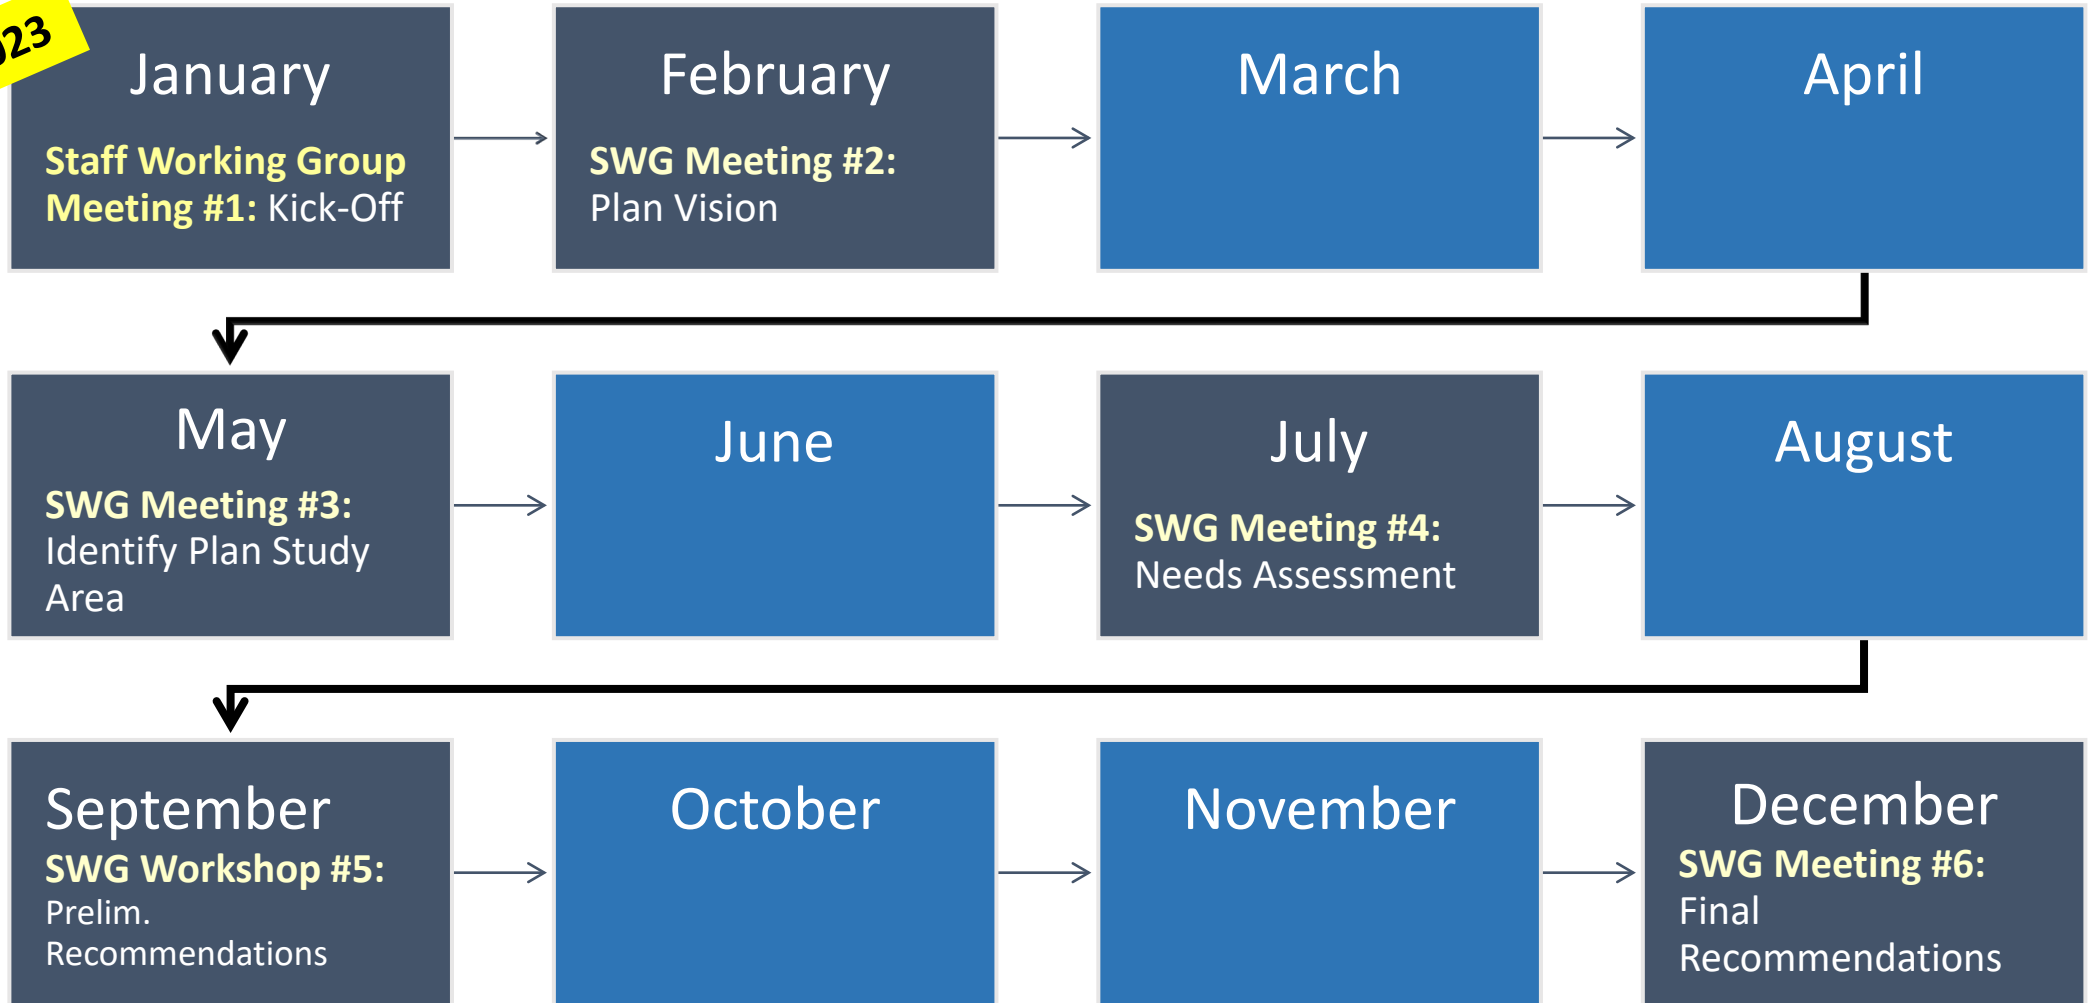 January
Staff Working Group
Meeting #1: Kick-Off
February
SWG Meeting #2:
Plan Vision
March
April
May
SWG Meeting #3:
Identify Plan Study
Area
June
July
SWG Meeting #4:
Needs Assessment
August
September
SWG Workshop #5:
Prelim.
Recommendations
October
November
December
SWG Meeting #6:
Final
Recommendations